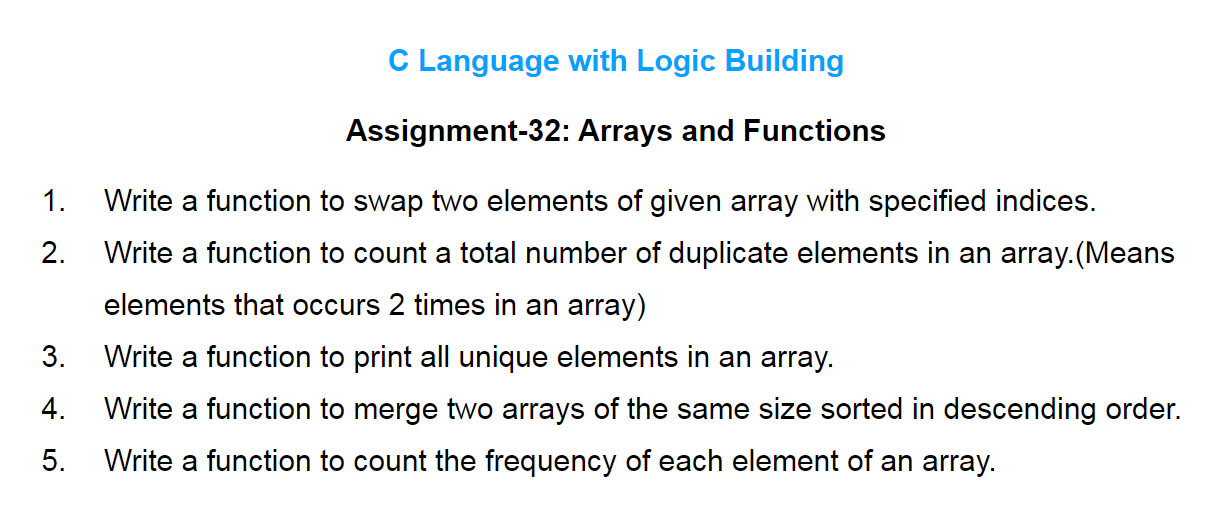 C Language with Logic Building
Assignment-32: Arrays and Functions
1. Write a function to swap two elements of given array with specified indices.
2. Write a function to count a total number of duplicate elements in an array.(Means
elements that occurs 2 times in an array)
3. Write a function to print all unique elements in an array.
4. Write a function to merge two arrays of the same size sorted in descending order.
5. Write a function to count the frequency of each element of an array.